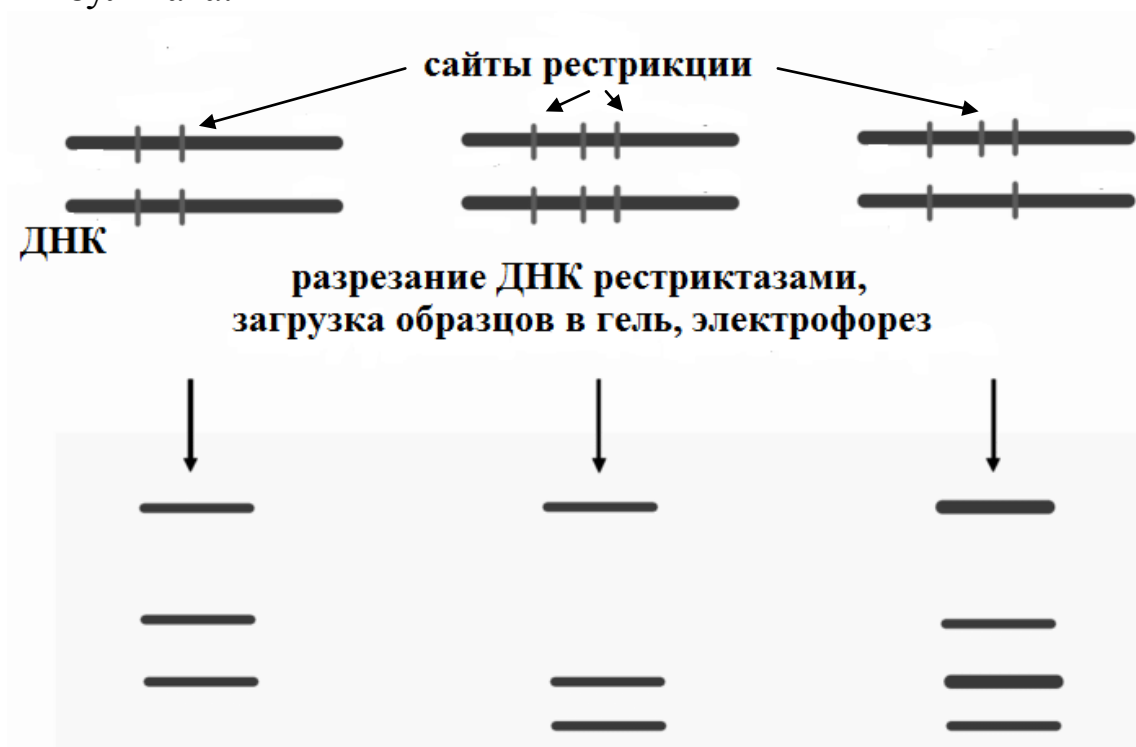 сайты рестрикции
ДНК
разрезание ДНК рестриктазами,
загрузка образцов в гель, электрофорез